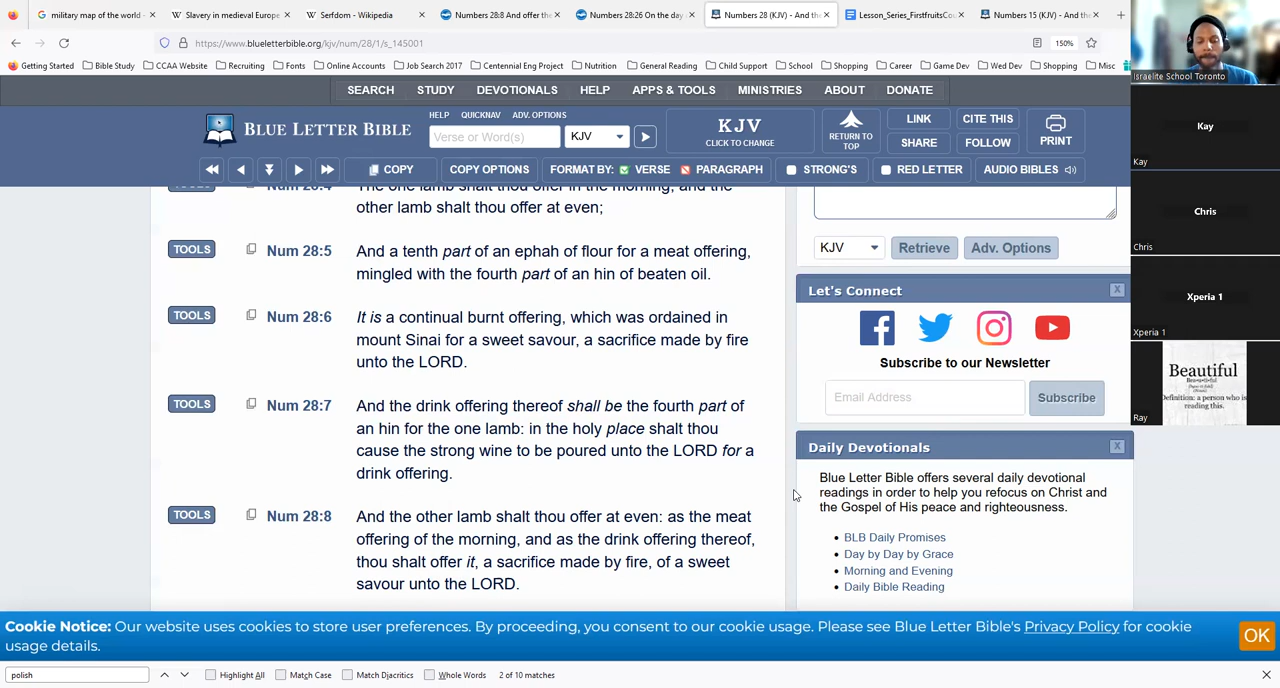 military map of the world -
Slavery in medieval Europe
Serfdom - Wikipedia
Numbers 28:8 And offer the
Numbers 28:26 On the day
Numbers 28 (KJV) - And the
Lesson_Series_FirstfruitsCou
Numbers 15 (KJV) - And the
https://www.blueletterbible.org/kjv/num/28/1/s_145001
150%
Getting Started
Bible Study
CCAA Website
Recruiting
Fonts
Online Accounts
Job Search 2017
Centennial Eng Project
Nutrition
General Reading
Child Support
School
Shopping
Career
Game Dev
Wed Dev
Shopping
Misc
SEARCH
STUDY
DEVOTIONALS
HELP
APPS & TOOLS
MINISTRIES
ABOUT
DONATE
BLUE LETTER BIBLE
HELP QUICKNAV ADV. OPTIONS
Verse or Word(s)
KJV
KJV
CLICK TO CHANGE
RETURN TO
TOP
LINK
CITE THIS
SHARE
FOLLOW
PRINT
COPY
COPY OPTIONS
FORMAT BY: VERSE PARAGRAPH
STRONG'S
RED LETTER
AUDIO BIBLES
TOOLS
Num 28:4
The one lamb shalt thou offer in the morning, and the
other lamb shalt thou offer at even;
TOOLS
Num 28:5
And a tenth part of an ephah of flour for a meat offering,
mingled with the fourth part of an hin of beaten oil.
TOOLS
Num 28:6
It is a continual burnt offering, which was ordained in
mount Sinai for a sweet savour, a sacrifice made by fire
unto the LORD.
TOOLS
Num 28:7
And the drink offering thereof shall be the fourth part of
an hin for the one lamb: in the holy place shalt thou
cause the strong wine to be poured unto the LORD for a
drink offering.
TOOLS
Num 28:8
And the other lamb shalt thou offer at even: as the meat
offering of the morning, and as the drink offering thereof,
thou shalt offer it, a sacrifice made by fire, of a sweet
savour unto the LORD.
KJV
Retrieve
Adv. Options
Let's Connect
X
Subscribe to our Newsletter
Email Address
Subscribe
Daily Devotionals
X
Blue Letter Bible offers several daily devotional
readings in order to help you refocus on Christ and
the Gospel of His peace and righteousness.
BLB Daily Promises
Day by Day by Grace
Morning and Evening
Daily Bible Reading
Cookie Notice: Our website uses cookies to store user preferences. By proceeding, you consent to our cookie usage. Please see Blue Letter Bible's Privacy Policy for cookie
usage details.
OK
polish
Highlight All
Match Case
Match Diacritics
Whole Words
2 of 10 matches
Israelite School Toronto
Kay
Kay
Chris
Chris
Xperia 1
Xperia 1
Beautiful
Definition: a person who is
reading this.
Ray